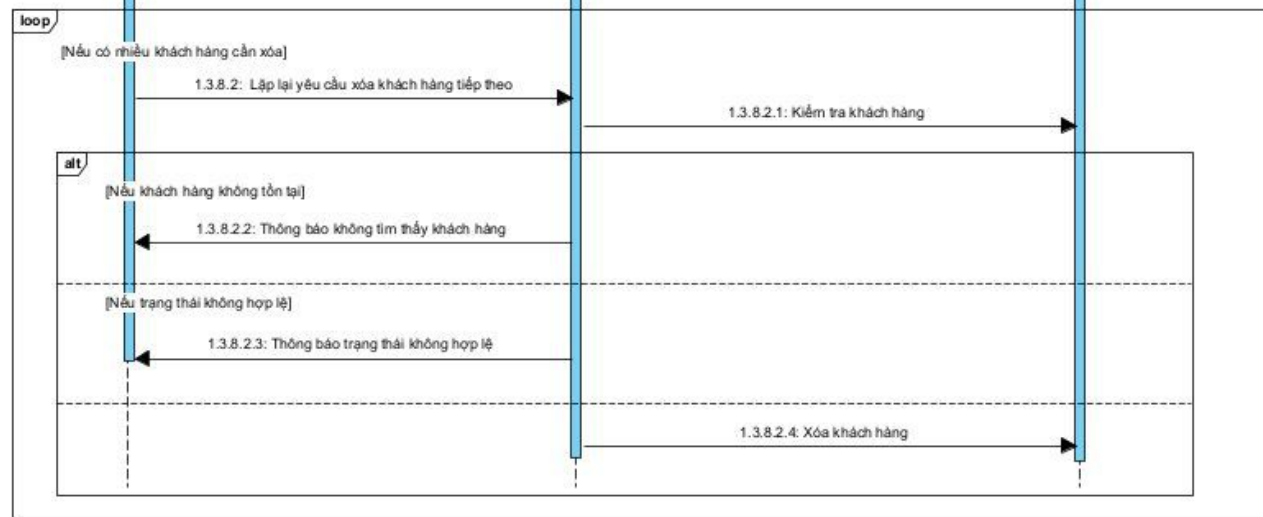 loop
[Nếu có nhiều khách hàng cần xóa]
1.3.8.2: Lặp lại yêu cầu xóa khách hàng tiếp theo
1.3.8.2.1: Kiểm tra khách hàng
alt
[Nếu khách hàng không tồn tại]
1.3.8.2.2: Thông báo không tìm thấy khách hàng
[Nếu trạng thái không hợp lệ]
1.3.8.2.3: Thông báo trạng thái không hợp lệ
1.3.8.2.4: Xóa khách hàng